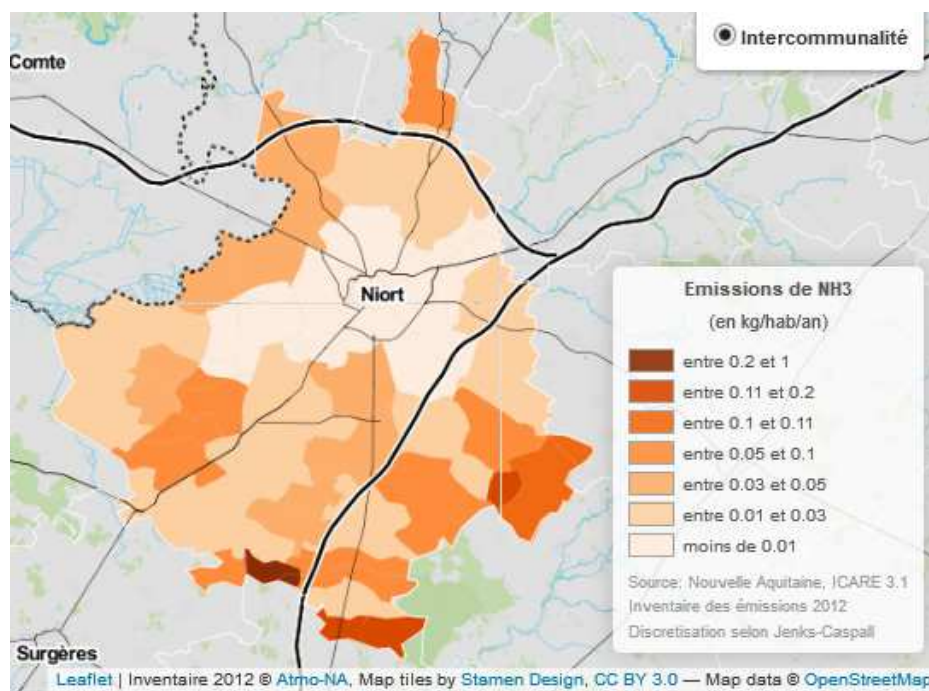 Intercommunalité
Comte
Niort
Emissions de NH3
(en kg/hab/an)
entre 0.2 et 1
entre 0.11 et 0.2
entre 0.1 et 0.11
entre 0.05 et 0.1
entre 0.03 et 0.05
entre 0.01 et 0.03
moins de 0.01
Source: Nouvelle Aquitaine, ICARE 3.1
Inventaire des émissions 2012
Discretisation selon Jenks-Caspall
Surgères
Leaflet | Inventaire 2012 © Atmo-NA, Map tiles by Stamen Design, CC BY 3.0 — Map data © OpenStreetMap